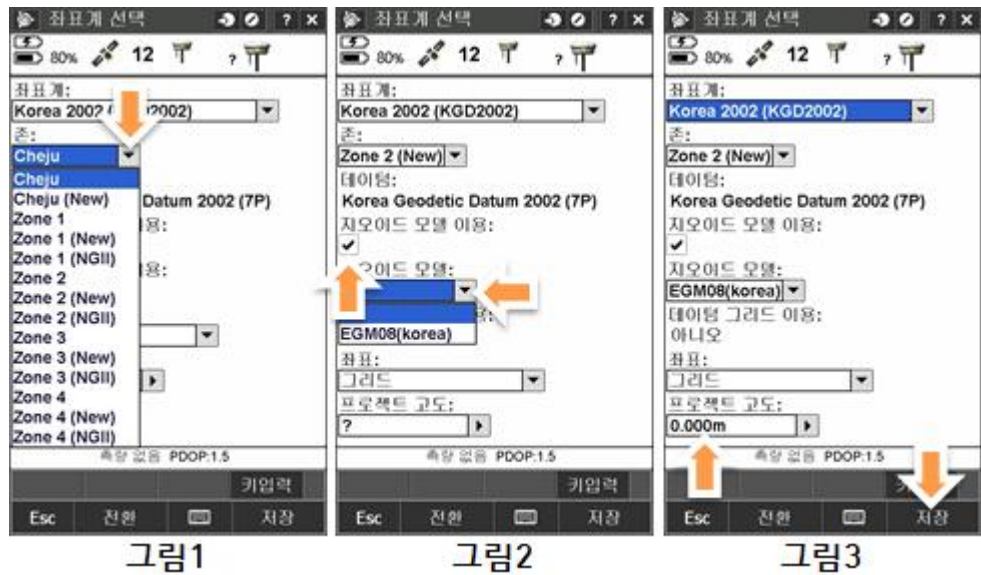 좌표계 선택
? ×
80% 12 ?
좌표계:
Korea 2002 (KGD2002)
존:
Cheju
Cheju
Cheju (New)
Datum 2002 (7P)
Zone 1
Zone 1 (New)
Zone 1 (NGII)
Zone 2
Zone 2 (New)
Zone 2 (NGII)
Zone 3
Zone 3 (New)
Zone 3 (NGII)
Zone 4
Zone 4 (New)
Zone 4 (NGII)
측량 없음 PDOP:1.5
키입력
Esc 전환 저장
그림1
좌표계 선택
? ×
80% 12 ?
좌표계:
Korea 2002 (KGD2002)
존:
Zone 2 (New)
데이텀:
Korea Geodetic Datum 2002 (7P)
지오이드 모델 이용:
지오이드 모델:
EGM08(korea)
좌표:
그리드
프로젝트 고도:
?
측량 없음 PDOP:1.5
키입력
Esc 전환 저장
그림2
좌표계 선택
? ×
80% 12 ?
좌표계:
Korea 2002 (KGD2002)
존:
Zone 2 (New)
데이텀:
Korea Geodetic Datum 2002 (7P)
지오이드 모델 이용:
지오이드 모델:
EGM08(korea)
데이텀 그리드 이용:
아니오
좌표:
그리드
프로젝트 고도:
0.000m
측량 없음 PDOP:1.5
Esc 전환 저장
그림3